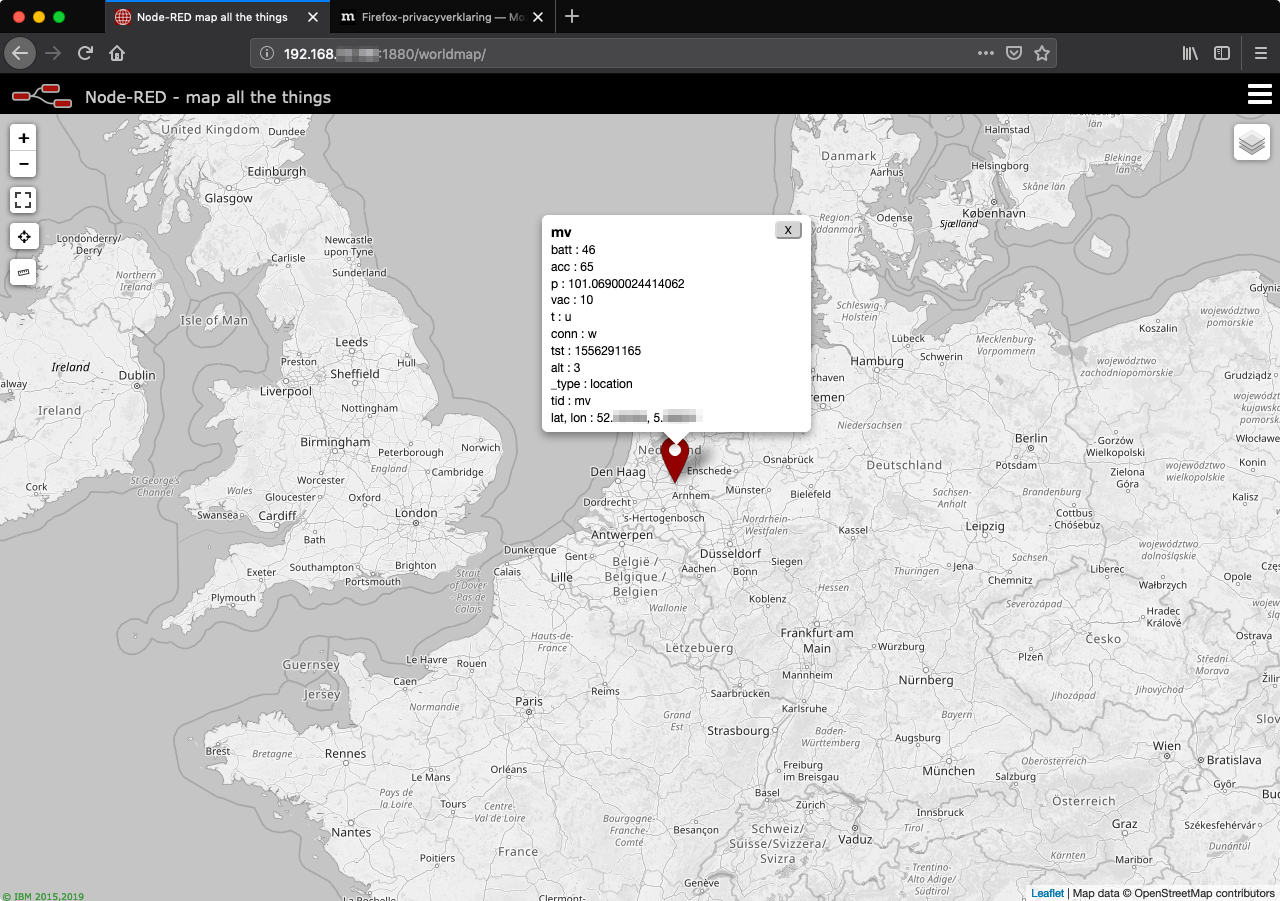 Node-RED map all the things
Firefox-privacyverklaring — Mo
192.168. :1880/worldmap/
Node-RED - map all the things
mv
X
batt : 46
acc : 65
p : 101.06900024414062
vac : 10
t : u
conn : w
tst : 1556291165
alt : 3
_type : location
tid : mv
lat, lon : 52. , 5.
+
−
United Kingdom
Dundee
Edinburgh
Glasgow
Londonderry/
Derry
Northern
Ireland
Newcastle
upon Tyne
Carlisle
Sunderland
Isle of Man
Ireland
Dublin
alway
Ireland
Cork
Leeds
Preston
Hull
Sheffield
Liverpool
Nottingham
Birmingham
Peterborough
Norwich
England
Cambridge
Worcester
Wales
Gloucester
Oxford
St George's
Channel
Swansea
Cardiff
London
Bath
Exeter
Southampton
Brighton
Portsmouth
Plymouth
Strait
of Dover /
Pas de
Calais
Guernsey
Jersey
Danmark
Aarhus
Halmstad
län
Helsingborg
Blekinge
län
Skåne län
Region
yddanmark
Odense
Sjælland
København
Schleswig-
Holstein
Lübeck
Mecklenburg-
Vorpommern
Schwerin
Hamburg
erhaven
remen
Gdynia
województwo
pomorskie
Koszalin
województwo
zachodniopomorskie
Grudziądz
województwo
kujawsko-
pomorskie
Włocławe
Niedersachsen
Berlin
Potsdam
Gorzów
Wielkopolski
Zielona
Góra
województwo
wielkopolskie
Konin
Kalisz
Nederland
Den Haag
Enschede
Osnabrück
Deutschland
Arnhem
Münster
Bielefeld
Dordrecht
's-Hertogenbosch
Sachsen-
Anhalt
Brandenburg
Cottbus
- Chóśebuz
Antwerpen
Nordrhein-
Westfalen
Kassel
Leipzig
Dunkerque
Gent
Calais
Lille
België /
Belgique /
Belgien
Düsseldorf
Aachen
Bonn
Siegen
Thüringen
Jena
Sachsen
Chemnitz
województwo
dolnośląskie
Liberec
Wałbrzych
Opole
Koblenz
Hessen
Wallonie
Severozápad
Hradec
Králové
Ostrava
Hauts-de-
France
Lëtzebuerg
Frankfurt am
Main
Würzburg
Česko
Plzeň
Střední
Morava
Le Havre
Rouen
Caen
Reims
Mannheim
Nürnberg
Jihozápad
Jihovýchod
Žilin
Normandie
Paris
Saarbrücken
Karlsruhe
Grand
Est
Bayern
Slov
Brest
Bretagne
Rennes
Strasbourg
Baden-
Württemberg
Augsburg
Wien
Bratislava
Le Mans
Orléans
Freiburg
im Breisgau
München
Oberösterreich
Salzburg
Győr
Bud
Pays de
la Loire
Tours
Centre-
Val de Loire
Basel
Zürich
Innsbruck
Österreich
Nantes
Bourgogne-
Franche-
Comté
Besançon
Schweiz/
Suisse/Svizzera/
Svizra
Vaduz
Tirol
Graz
Székesfehérvár
Poitiers
France
Kärnten
Maribor
Dunántúl
Genève
Trentino-
Alto Adige/
Südtirol
La Rochelle
Clermont-
© IBM 2015,2019
Leaflet | Map data © OpenStreetMap contributors